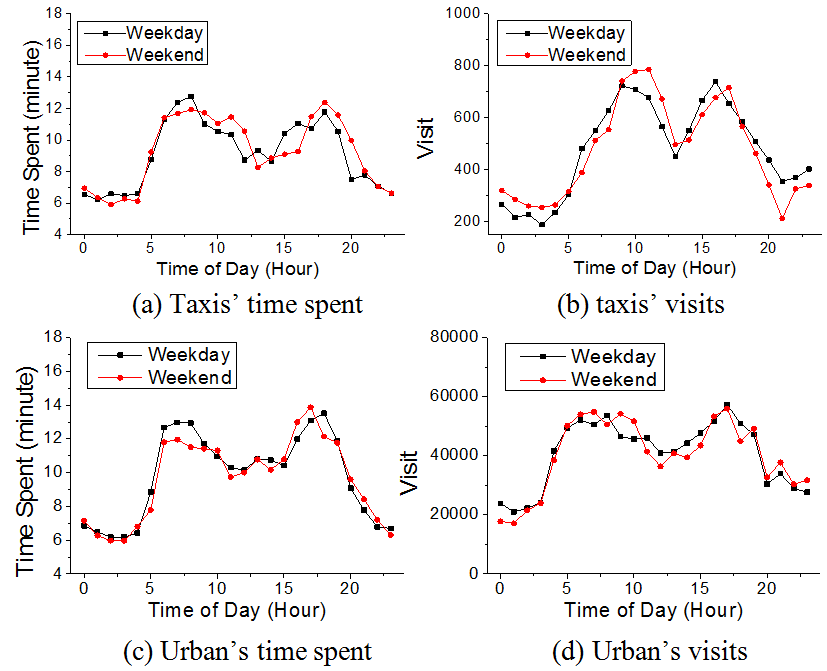 18
16
14
12
10
8
6
4
Time Spent (minute)
Weekday
Weekend
0 5 10 15 20
Time of Day (Hour)
(a) Taxis’ time spent
1000
800
600
400
200
Visit
Weekday
Weekend
0 5 10 15 20
Time of Day (Hour)
(b) taxis’ visits
18
16
14
12
10
8
6
4
Time Spent (minute)
Weekday
Weekend
0 5 10 15 20
Time of Day (Hour)
(c) Urban’s time spent
80000
60000
40000
20000
0
Visit
Weekday
Weekend
0 5 10 15 20
Time of Day (Hour)
(d) Urban’s visits